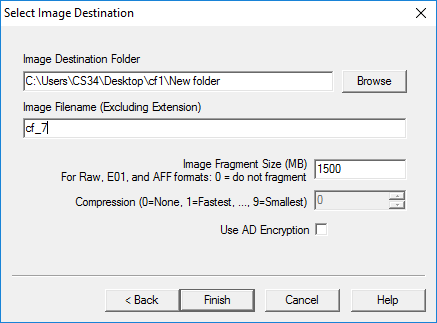 Select Image Destination
Image Destination Folder
C:\Users\CS34\Desktop\cf1\New folder
Browse
Image Filename (Excluding Extension)
cf_7
Image Fragment Size (MB)
1500
For Raw, E01, and AFF formats: 0 = do not fragment
Compression (0=None, 1=Fastest, ..., 9=Smallest)
0
Use AD Encryption
< Back
Finish
Cancel
Help